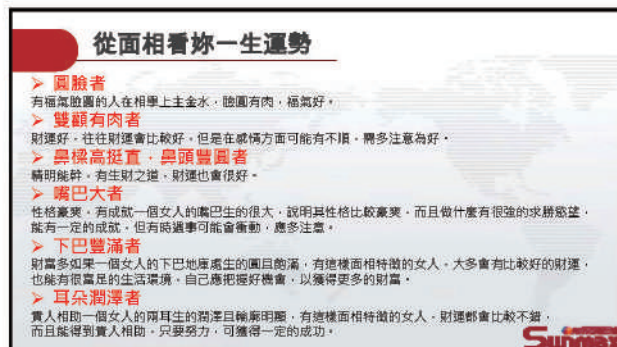 從面相看妳一生運勢
➢ 圓臉者
有福氣臉圓的人在相學上主金水，臉圓有肉，福氣好。
➢ 雙顴有肉者
財運好，往往財運會比較好，但是在感情方面可能有不順，需多注意為好。
➢ 鼻樑高挺直，鼻頭豐圓者
精明能幹，有生財之道，財運也會很好。
➢ 嘴巴大者
性格豪爽，有成就一個女人的嘴巴生的很大，說明其性格比較豪爽，而且做什麼有很強的求勝慾望，
能有一定的成就，但有時遇事可能會衝動，應多注意。
➢ 下巴豐滿者
財富多如果一個女人的下巴地庫處生的圓且飽滿，有這樣面相特徵的女人，大多會有比較好的財運，
也能有很富足的生活環境，自己應把握好機會，以獲得更多的財富。
➢ 耳朵潤澤者
貴人相助一個女人的兩耳生的潤澤且輪廓明顯，有這樣面相特徵的女人，財運都會比較不錯，
而且能得到貴人相助，只要努力，可獲得一定的成功。
Sunmax